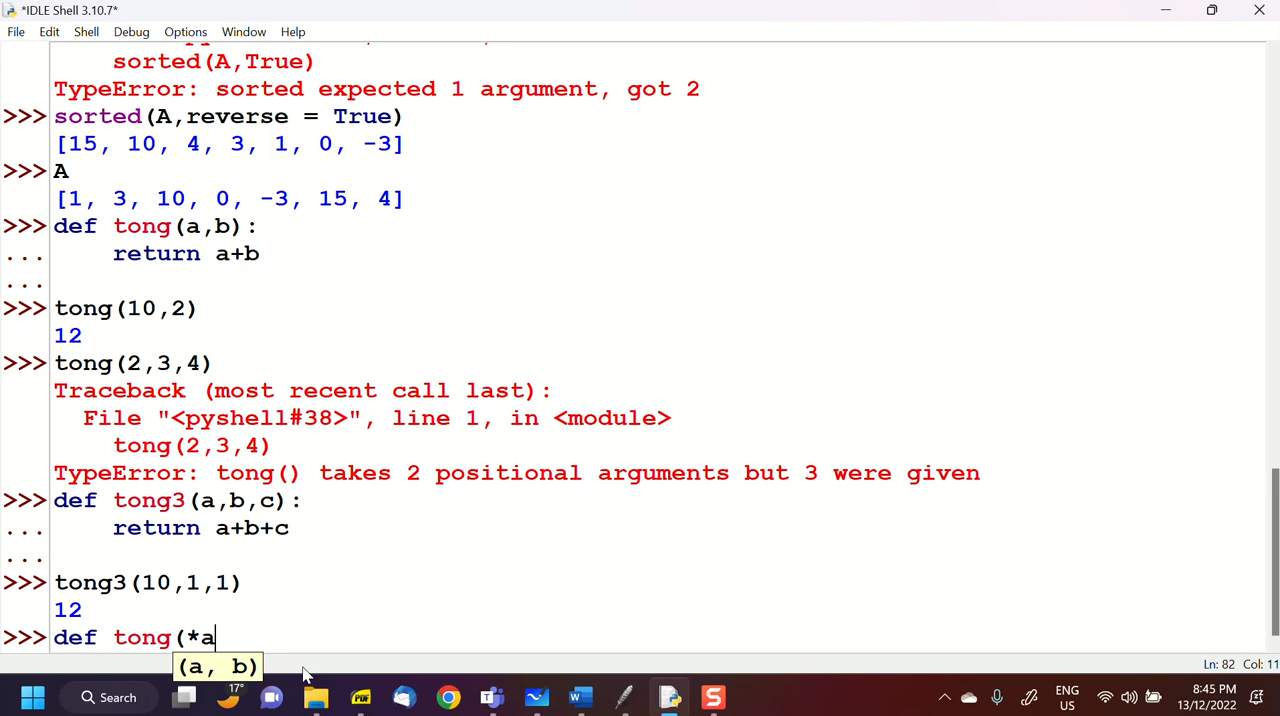 *IDLE Shell 3.10.7*
File Edit Shell Debug Options Window Help
sorted(A,True)
TypeError: sorted expected 1 argument, got 2
>>> sorted(A,reverse = True)
[15, 10, 4, 3, 1, 0, -3]
>>> A
[1, 3, 10, 0, -3, 15, 4]
>>> def tong(a,b):
... return a+b
...
>>> tong(10,2)
12
>>> tong(2,3,4)
Traceback (most recent call last):
File "<pyshell#38>", line 1, in <module>
tong(2,3,4)
TypeError: tong() takes 2 positional arguments but 3 were given
>>> def tong3(a,b,c):
... return a+b+c
...
>>> tong3(10,1,1)
12
>>> def tong(*a
(a, b)
Ln: 82 Col: 11
Search
17°
PDF
W
S
ENG
US
8:45 PM
13/12/2022